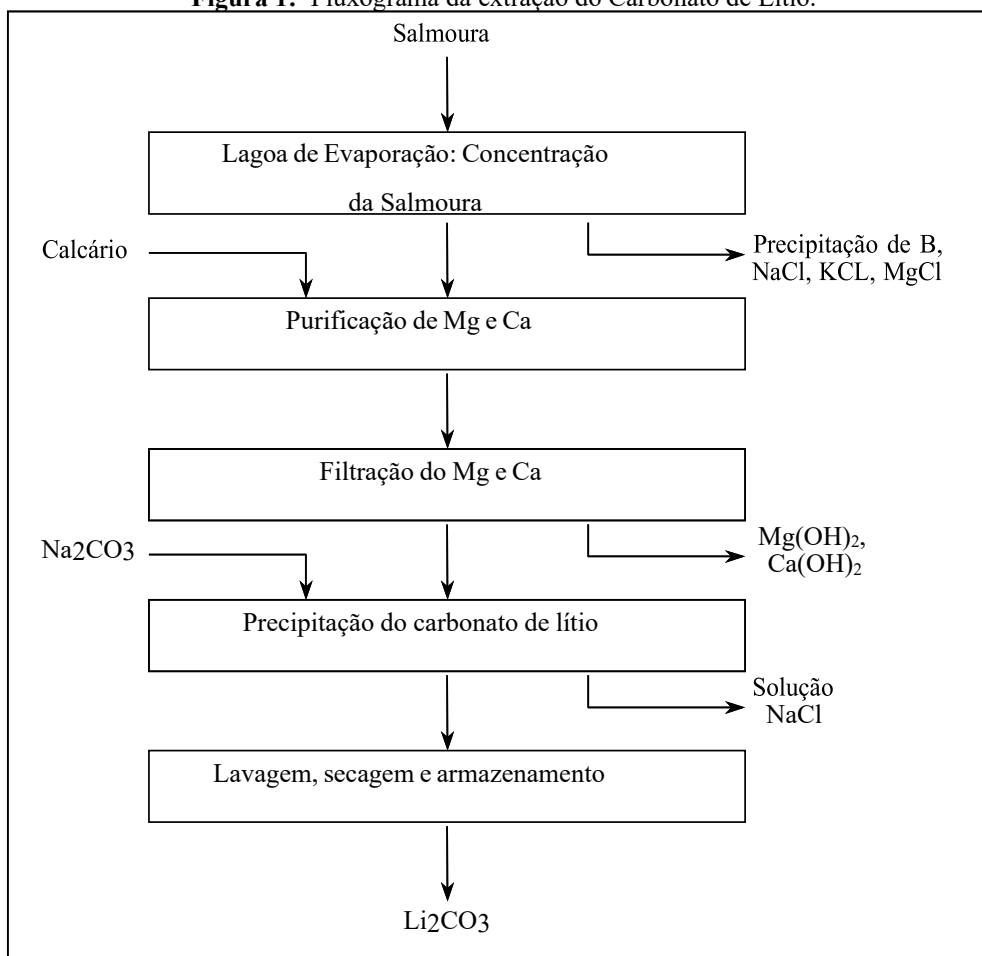 Figura 1. Fluxograma da extração do Carbonato de Lítio.
Salmoura
Lagoa de Evaporação: Concentração
da Salmoura
Calcário
Precipitação de B,
NaCl, KCL, MgCl
Purificação de Mg e Ca
Filtração do Mg e Ca
Na2CO3
Mg(OH)2,
Ca(OH)2
Precipitação do carbonato de lítio
Solução
NaCl
Lavagem, secagem e armazenamento
Li2CO3